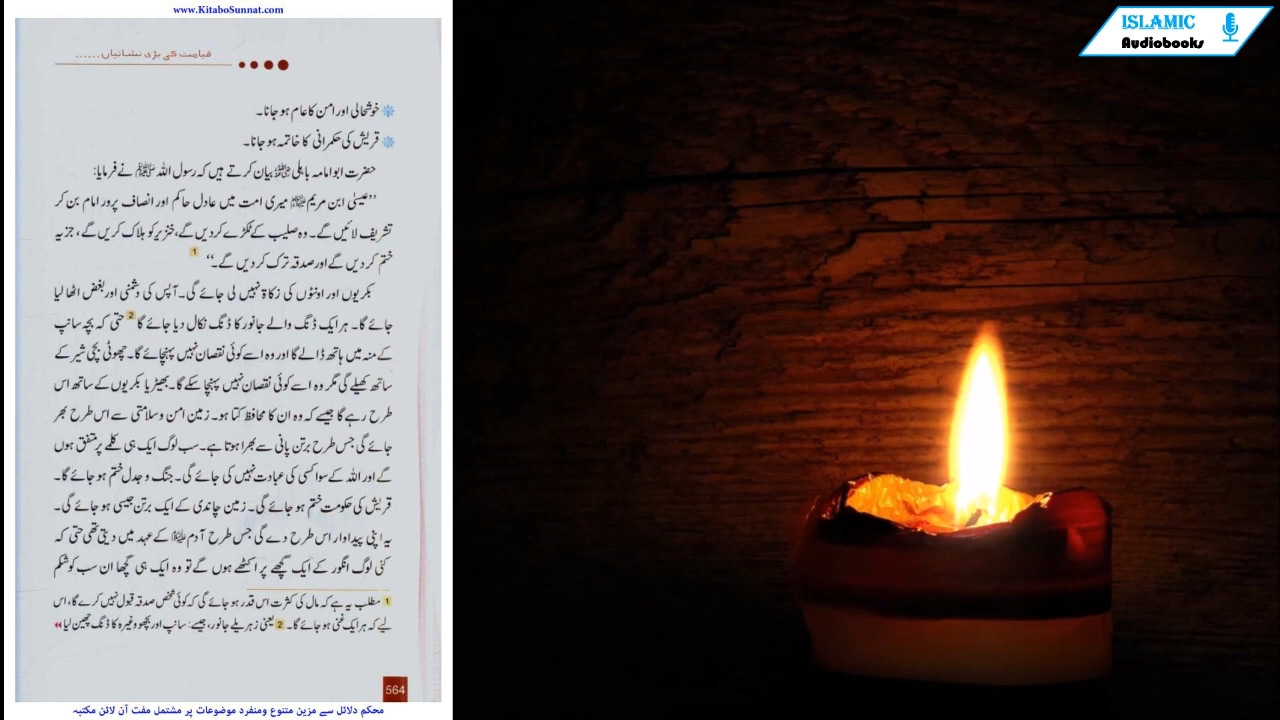 www.KitaboSunnat.com
ISLAMIC
Audiobooks
قیامت کی بڑی نشانیاں......
خوشحالی اور امن کا عام ہو جانا۔
قریش کی حکمرانی کا خاتمہ ہو جانا۔
حضرت ابوامامہ باہلی رضی اللہ عنہ بیان کرتے ہیں کہ رسول اللہ ﷺ نے فرمایا:
’’عیسیٰ ابن مریم علیہ السلام میری امت میں عادل حاکم اور انصاف پرور امام بن کر
تشریف لائیں گے۔ وہ صلیب کے ٹکڑے کر دیں گے، خنزیر کو ہلاک کریں گے، جزیہ
ختم کر دیں گے اور صدقہ ترک کر دیں گے۔‘‘ 1
بکریوں اور اونٹوں کی زکاۃ نہیں لی جائے گی۔ آپس کی دشمنی اور بغض اٹھا لیا
جائے گا۔ ہر ایک ڈنگ والے جانور کا ڈنگ نکال دیا جائے گا 2 حتی کہ بچہ سانپ
کے منہ میں ہاتھ ڈالے گا اور وہ اسے کوئی نقصان نہیں پہنچائے گا۔ چھوٹی بچی شیر کے
ساتھ کھیلے گی مگر وہ اسے کوئی نقصان نہیں پہنچا سکے گا۔ بھیڑیا بکریوں کے ساتھ اس
طرح رہے گا جیسے کہ وہ ان کا محافظ کتا ہو۔ زمین امن و سلامتی سے اس طرح بھر
جائے گی جس طرح برتن پانی سے بھرا ہوتا ہے۔ سب لوگ ایک ہی کلمے پر متفق ہوں
گے اور اللہ کے سوا کسی کی عبادت نہیں کی جائے گی۔ جنگ و جدل ختم ہو جائے گا۔
قریش کی حکومت ختم ہو جائے گی۔ زمین چاندی کے ایک برتن جیسی ہو جائے گی۔
یہ اپنی پیداوار اس طرح دے گی جس طرح آدم علیہ السلام کے عہد میں دیتی تھی حتی کہ
کئی لوگ انگور کے ایک گچھے پر اکٹھے ہوں گے تو وہ ایک ہی گچھا ان سب کو شکم
1 مطلب یہ ہے کہ مال کی کثرت اس قدر ہو جائے گی کہ کوئی شخص صدقہ قبول نہیں کرے گا، اس
لیے کہ ہر ایک غنی ہو جائے گا۔ 2 یعنی زہریلے جانور، جیسے: سانپ اور بچھو وغیرہ کا ڈنگ چھین لیا
564
محکم دلائل سے مزین متنوع ومنفرد موضوعات پر مشتمل مفت آن لائن مکتبہ